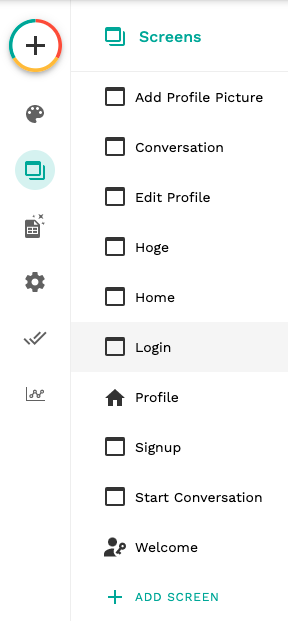 Screens
Add Profile Picture
Conversation
Edit Profile
Hoge
Home
Login
Profile
Signup
Start Conversation
Welcome
ADD SCREEN